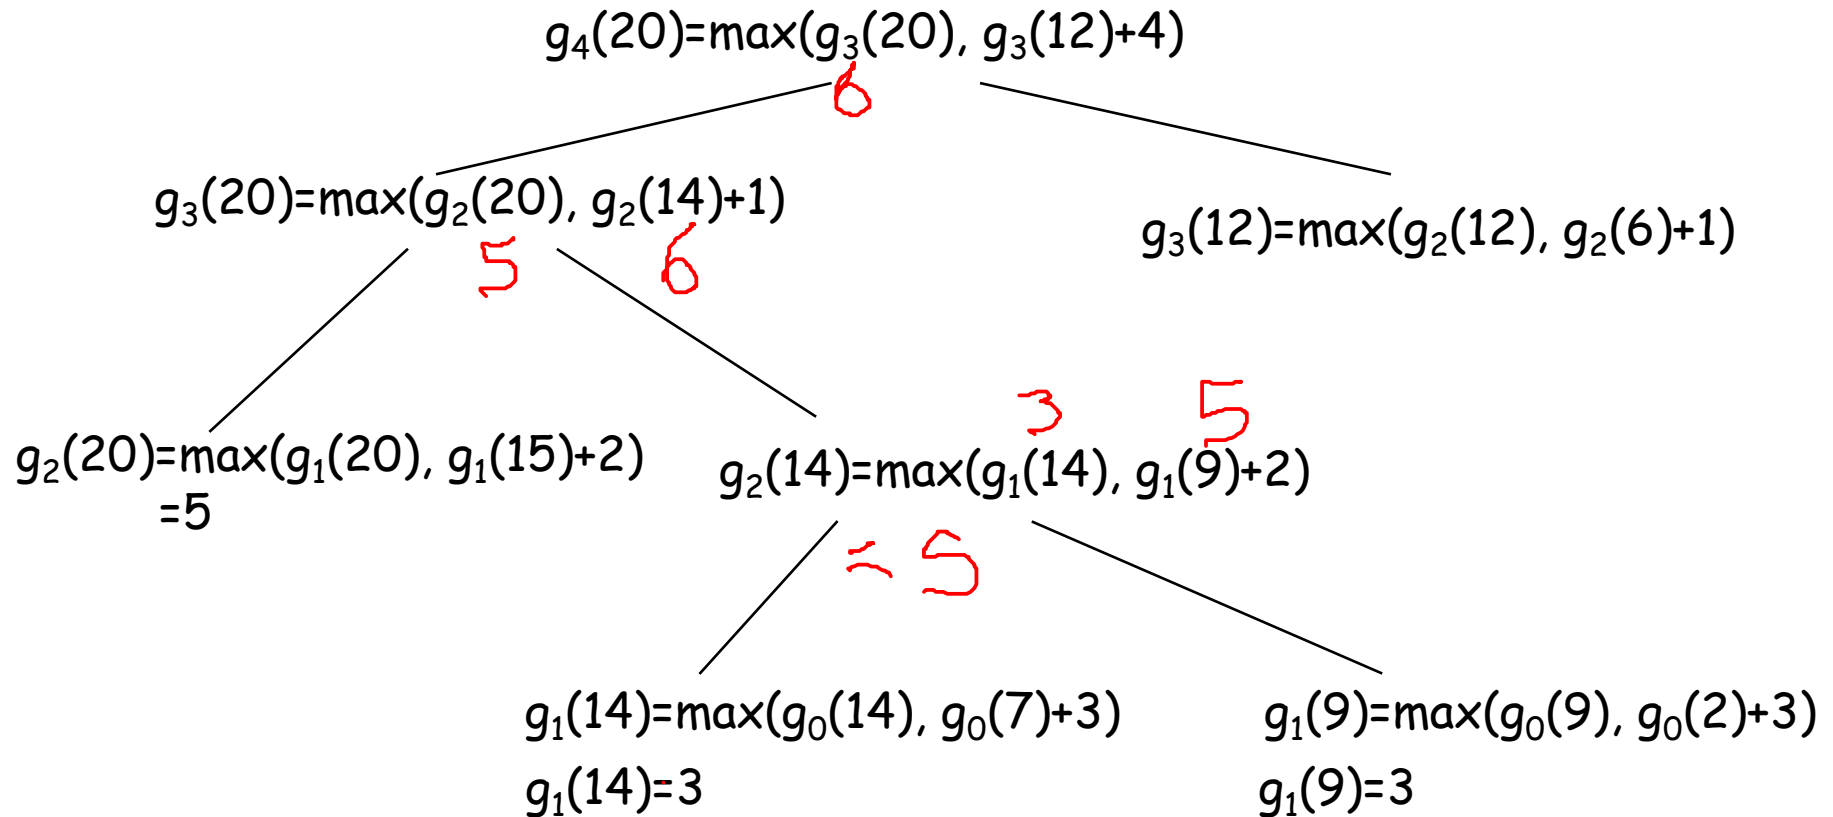 g₄(20)=max(g₃(20), g₃(12)+4)
6
g₃(20)=max(g₂(20), g₂(14)+1)
g₃(12)=max(g₂(12), g₂(6)+1)
5 6
3 5
g₂(20)=max(g₁(20), g₁(15)+2)
=5
g₂(14)=max(g₁(14), g₁(9)+2)
= 5
g₁(14)=max(g₀(14), g₀(7)+3)
g₁(14)=3
g₁(9)=max(g₀(9), g₀(2)+3)
g₁(9)=3